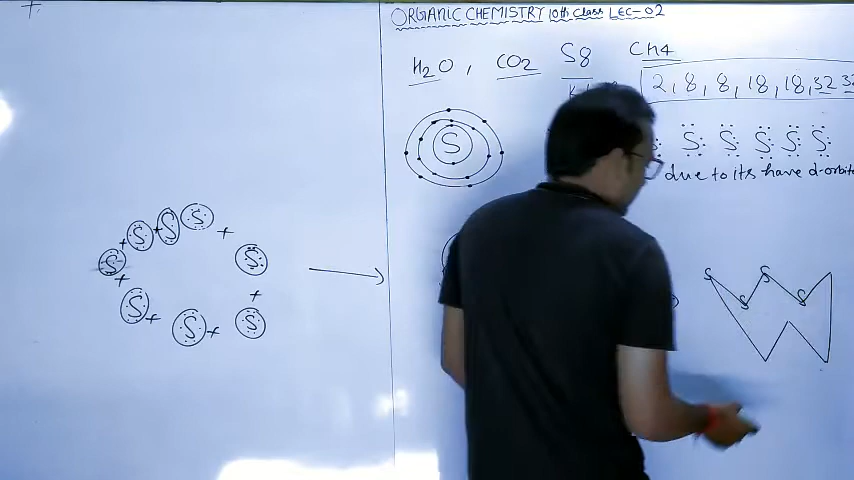 ORGANIC CHEMISTRY 10th Class LEC-02
H2O, CO2 S8 CH4
2, 8, 8, 18, 18, 32 32
S
S S S S S
due to its have d-orbit
S S S S
S S
S S
S S S S